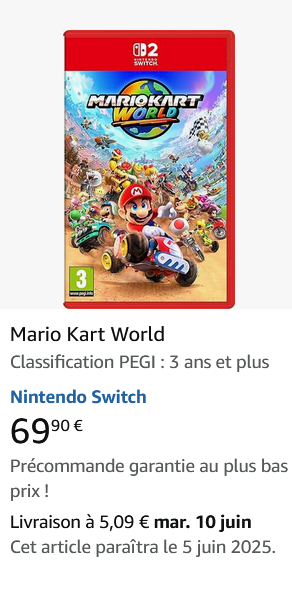 2
NINTENDO
SWITCH
MARIOKART
WORLD
3
www.pegi.info
Mario Kart World
Classification PEGI : 3 ans et plus
Nintendo Switch
69,90 €
Précommande garantie au plus bas
prix !
Livraison à 5,09 € mar. 10 juin
Cet article paraîtra le 5 juin 2025.